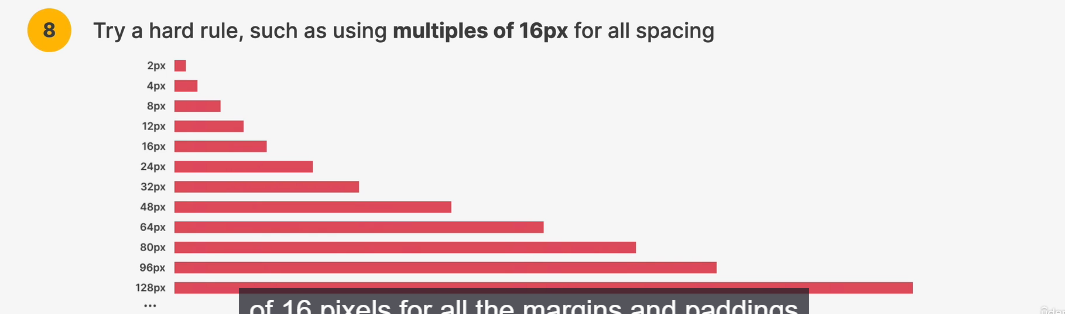 8
Try a hard rule, such as using multiples of 16px for all spacing
2px
4px
8px
12px
16px
24px
32px
48px
64px
80px
96px
128px
...
of 16 pixels for all the margins and paddings